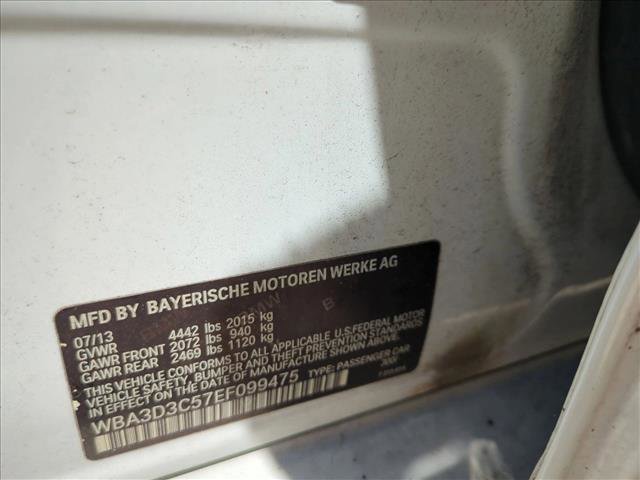 MFD BY BAYERISCHE MOTOREN WERKE AG
07/13
GVWR 4442 lbs 2015 kg
GAWR FRONT 2072 lbs 940 kg
GAWR REAR 2469 lbs 1120 kg
THIS VEHICLE CONFORMS TO ALL APPLICABLE U.S.FEDERAL MOTOR
VEHICLE SAFETY, BUMPER AND THEFT PREVENTION STANDARDS
IN EFFECT ON THE DATE OF MANUFACTURE SHOWN ABOVE.
WBA3D3C57EF099475 TYPE: PASSENGER CAR